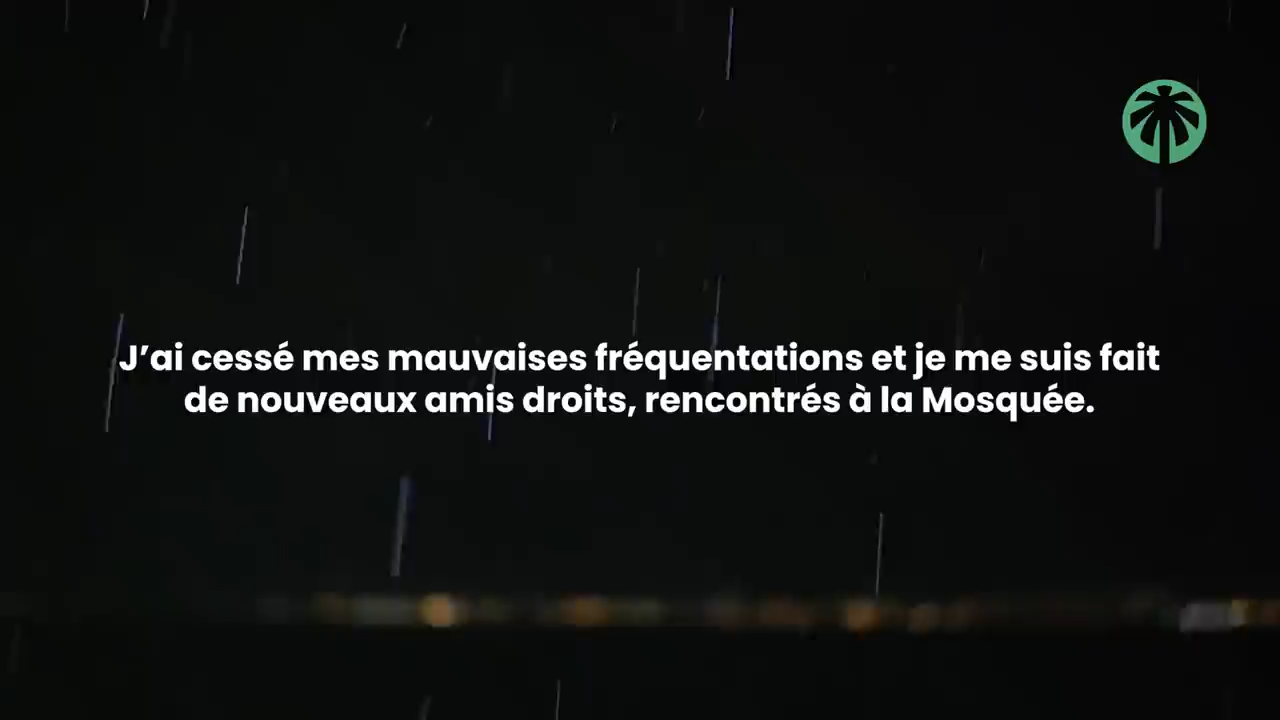 J’ai cessé mes mauvaises fréquentations et je me suis fait
de nouveaux amis droits, rencontrés à la Mosquée.